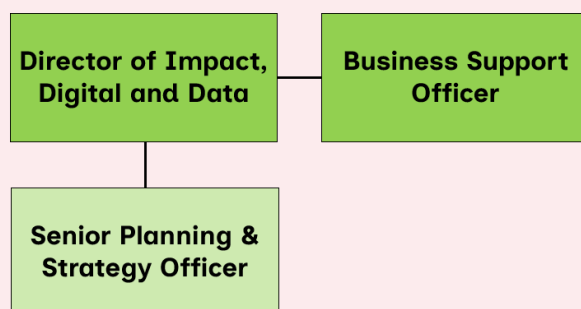 Director of Impact,
Digital and Data
Business Support
Officer
Senior Planning &
Strategy Officer